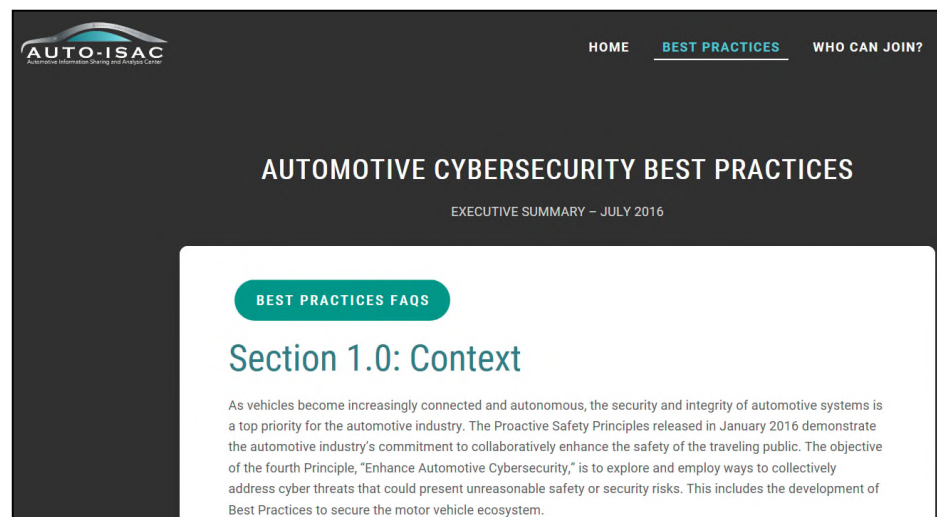 AUTO-ISAC
Automotive Information Sharing and Analysis Center
HOME BEST PRACTICES WHO CAN JOIN?
AUTOMOTIVE CYBERSECURITY BEST PRACTICES
EXECUTIVE SUMMARY – JULY 2016
BEST PRACTICES FAQS
Section 1.0: Context
As vehicles become increasingly connected and autonomous, the security and integrity of automotive systems is
a top priority for the automotive industry. The Proactive Safety Principles released in January 2016 demonstrate
the automotive industry’s commitment to collaboratively enhance the safety of the traveling public. The objective
of the fourth Principle, “Enhance Automotive Cybersecurity,” is to explore and employ ways to collectively
address cyber threats that could present unreasonable safety or security risks. This includes the development of
Best Practices to secure the motor vehicle ecosystem.